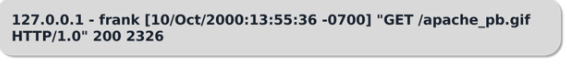 127.0.0.1 - frank [10/Oct/2000:13:55:36 -0700] "GET /apache_pb.gif
HTTP/1.0" 200 2326